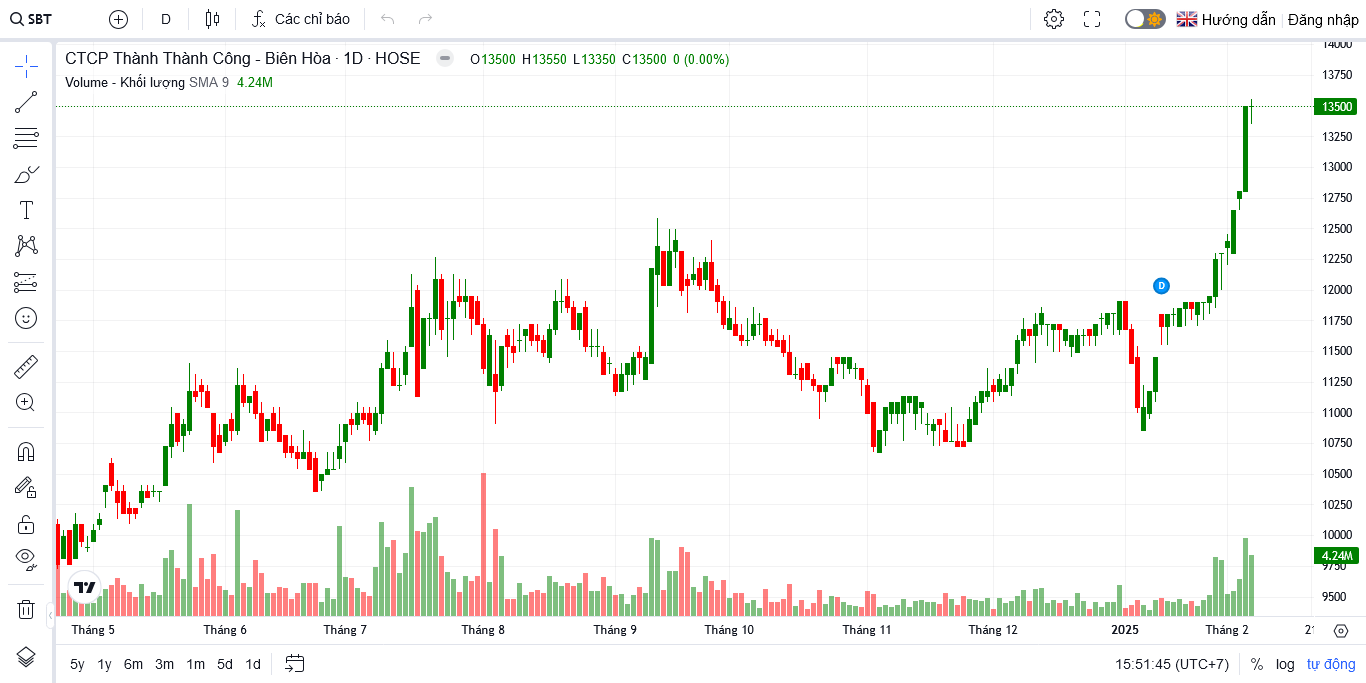 SBT D Các chỉ báo Hướng dẫn Đăng nhập
CTCP Thành Thành Công - Biên Hòa · 1D · HOSE O13500 H13550 L13350 C13500 0 (0.00%)
Volume - Khối lượng SMA 9 4.24M
14000
13750
13500
13250
13000
12750
12500
12250
12000
11750
11500
11250
11000
10750
10500
10250
10000
4.24M
9750
9500
D
T
Tháng 5 Tháng 6 Tháng 7 Tháng 8 Tháng 9 Tháng 10 Tháng 11 Tháng 12 2025 Tháng 2
5y 1y 6m 3m 1m 5d 1d 15:51:45 (UTC+7) % log tự động